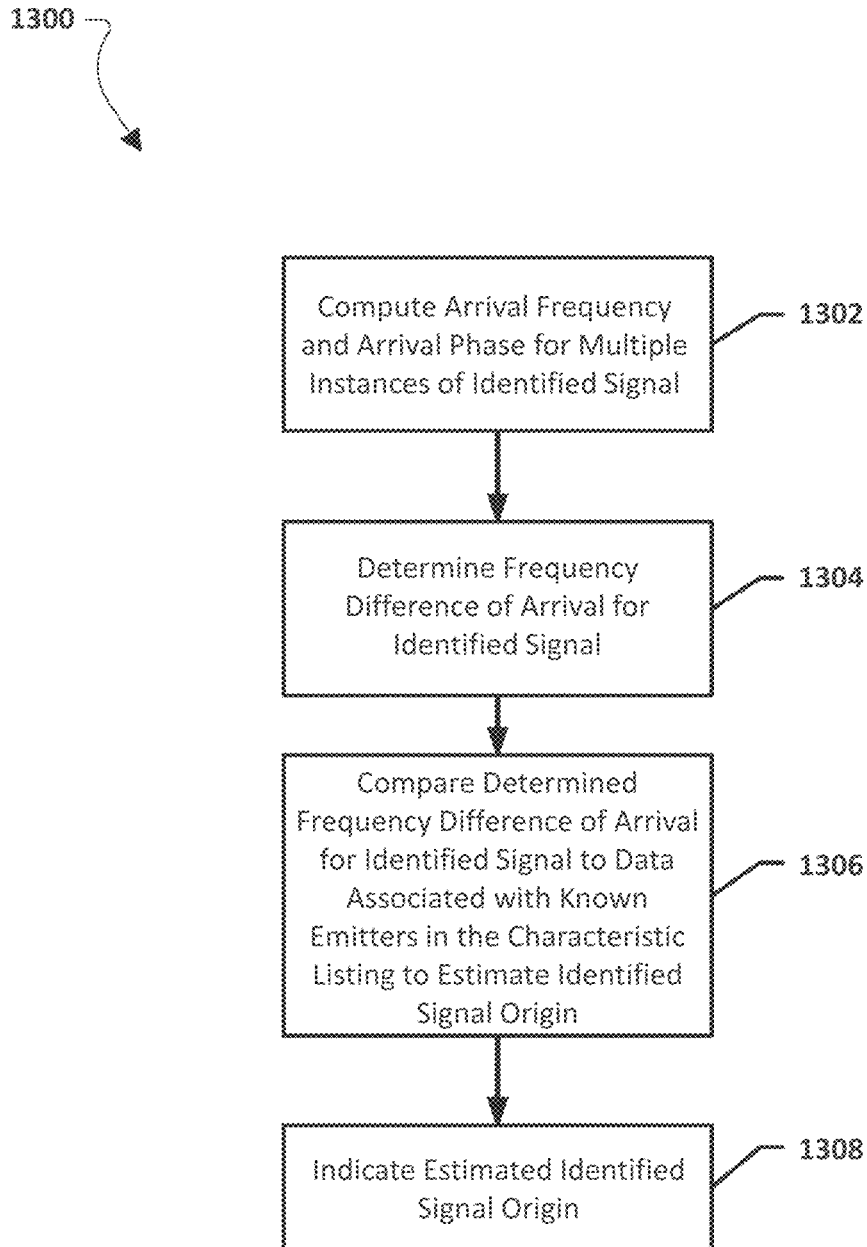 1300
Compute Arrival Frequency
and Arrival Phase for Multiple
Instances of Identified Signal
1302
Determine Frequency
Difference of Arrival for
Identified Signal
1304
Compare Determined
Frequency Difference of Arrival
for Identified Signal to Data
Associated with Known
Emitters in the Characteristic
Listing to Estimate Identified
Signal Origin
1306
Indicate Estimated Identified
Signal Origin
1308